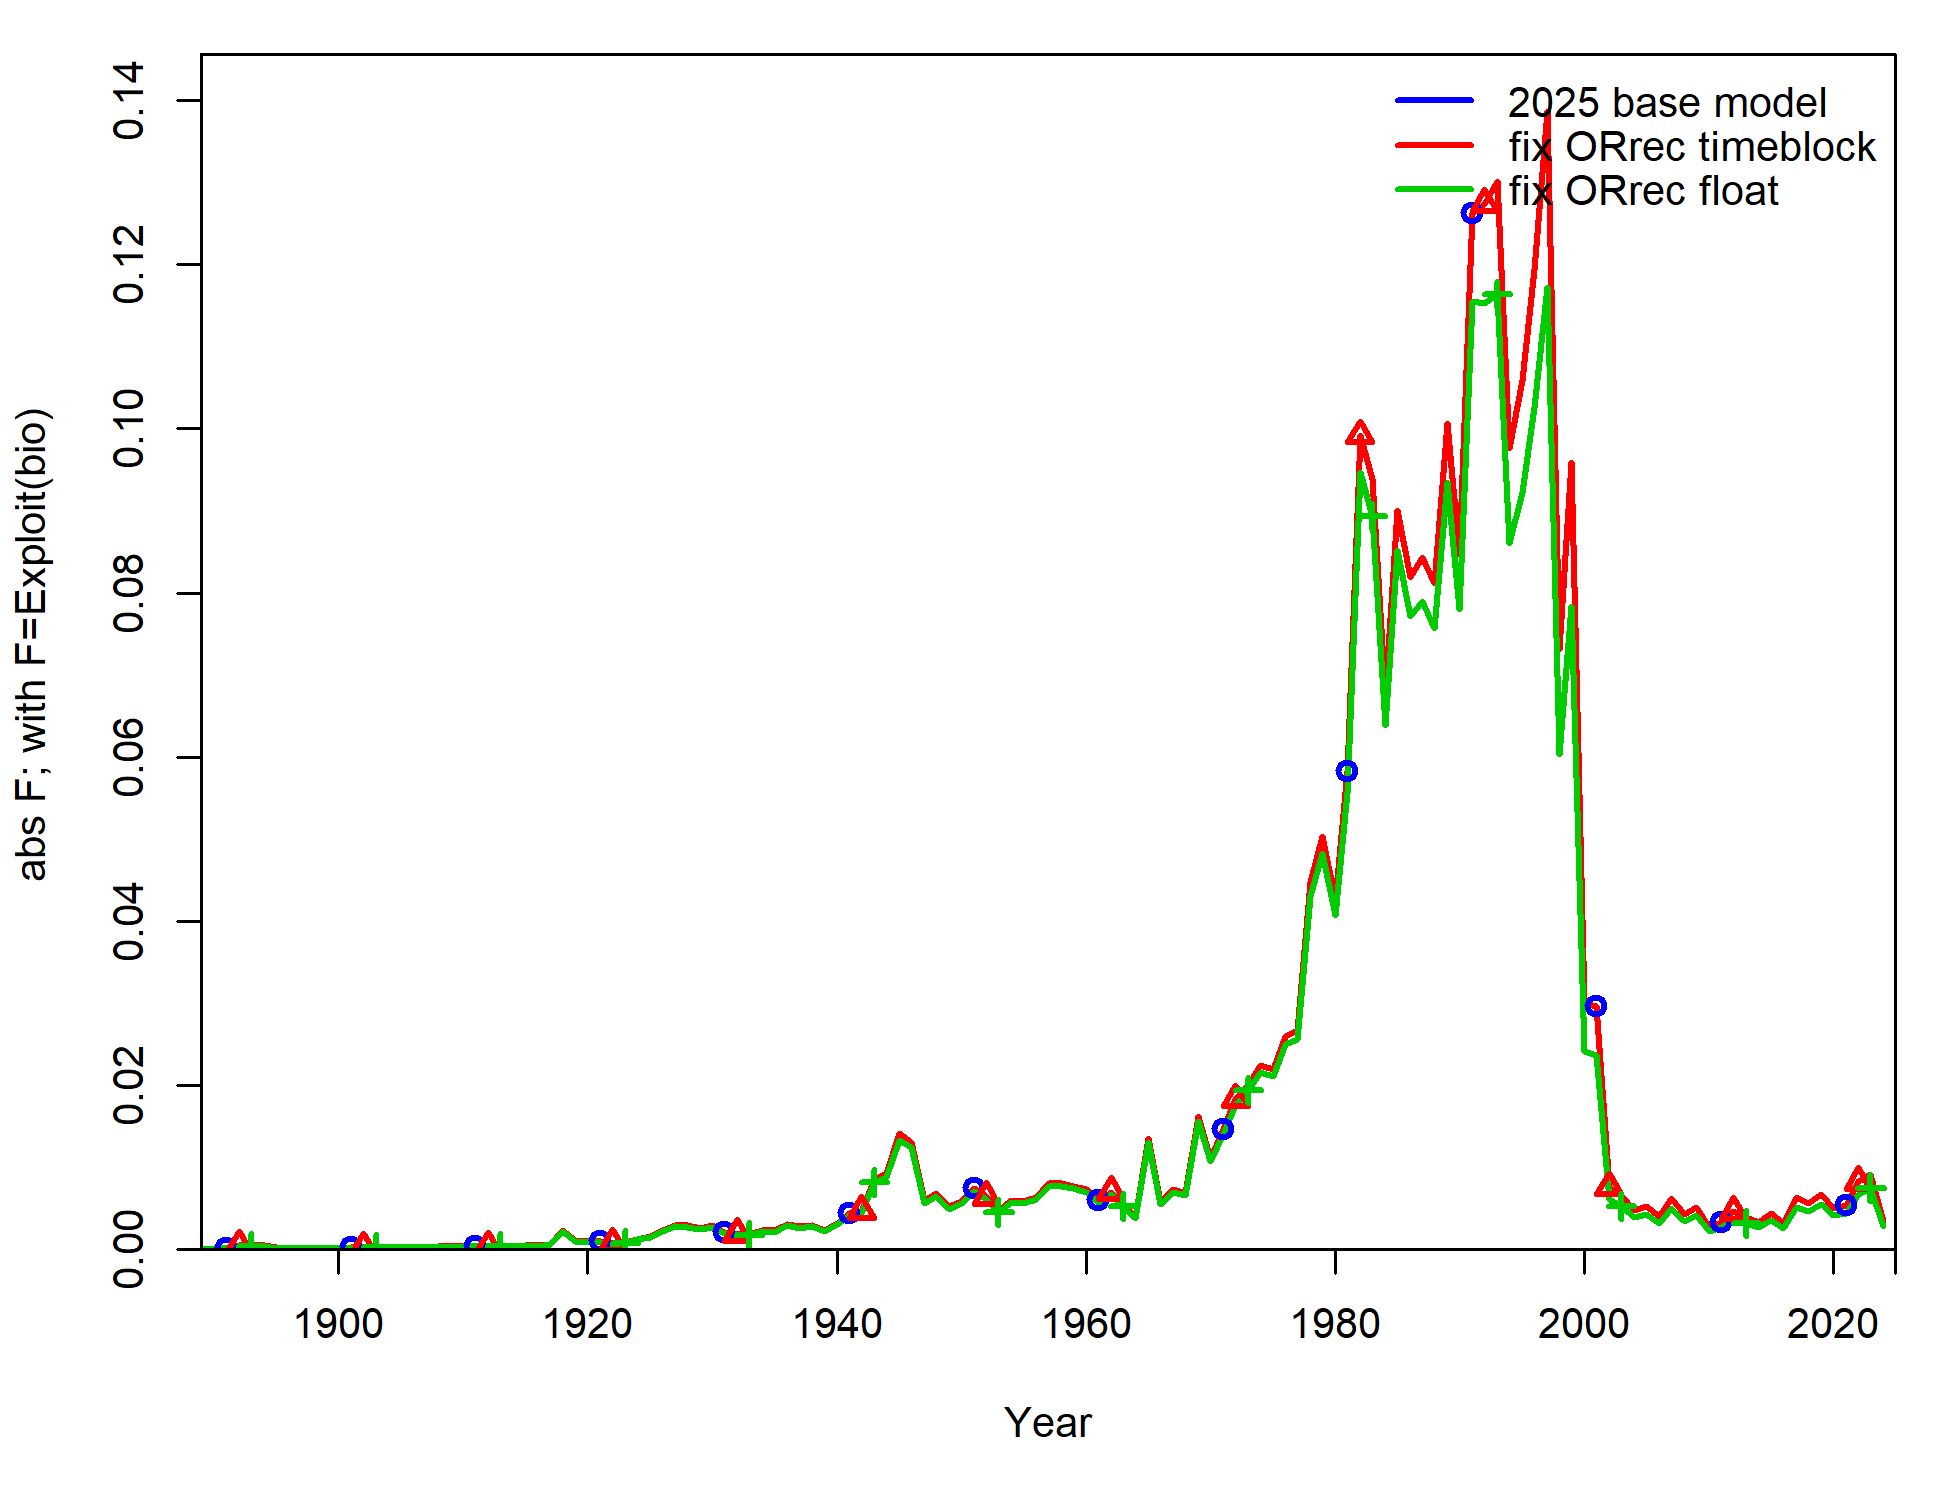 2025 base model
fix ORrec timeblock
fix ORrec float
abs F; with F=Exploit(bio)
0.14
0.12
0.10
0.08
0.06
0.04
0.02
0.00
1900 1920 1940 1960 1980 2000 2020
Year